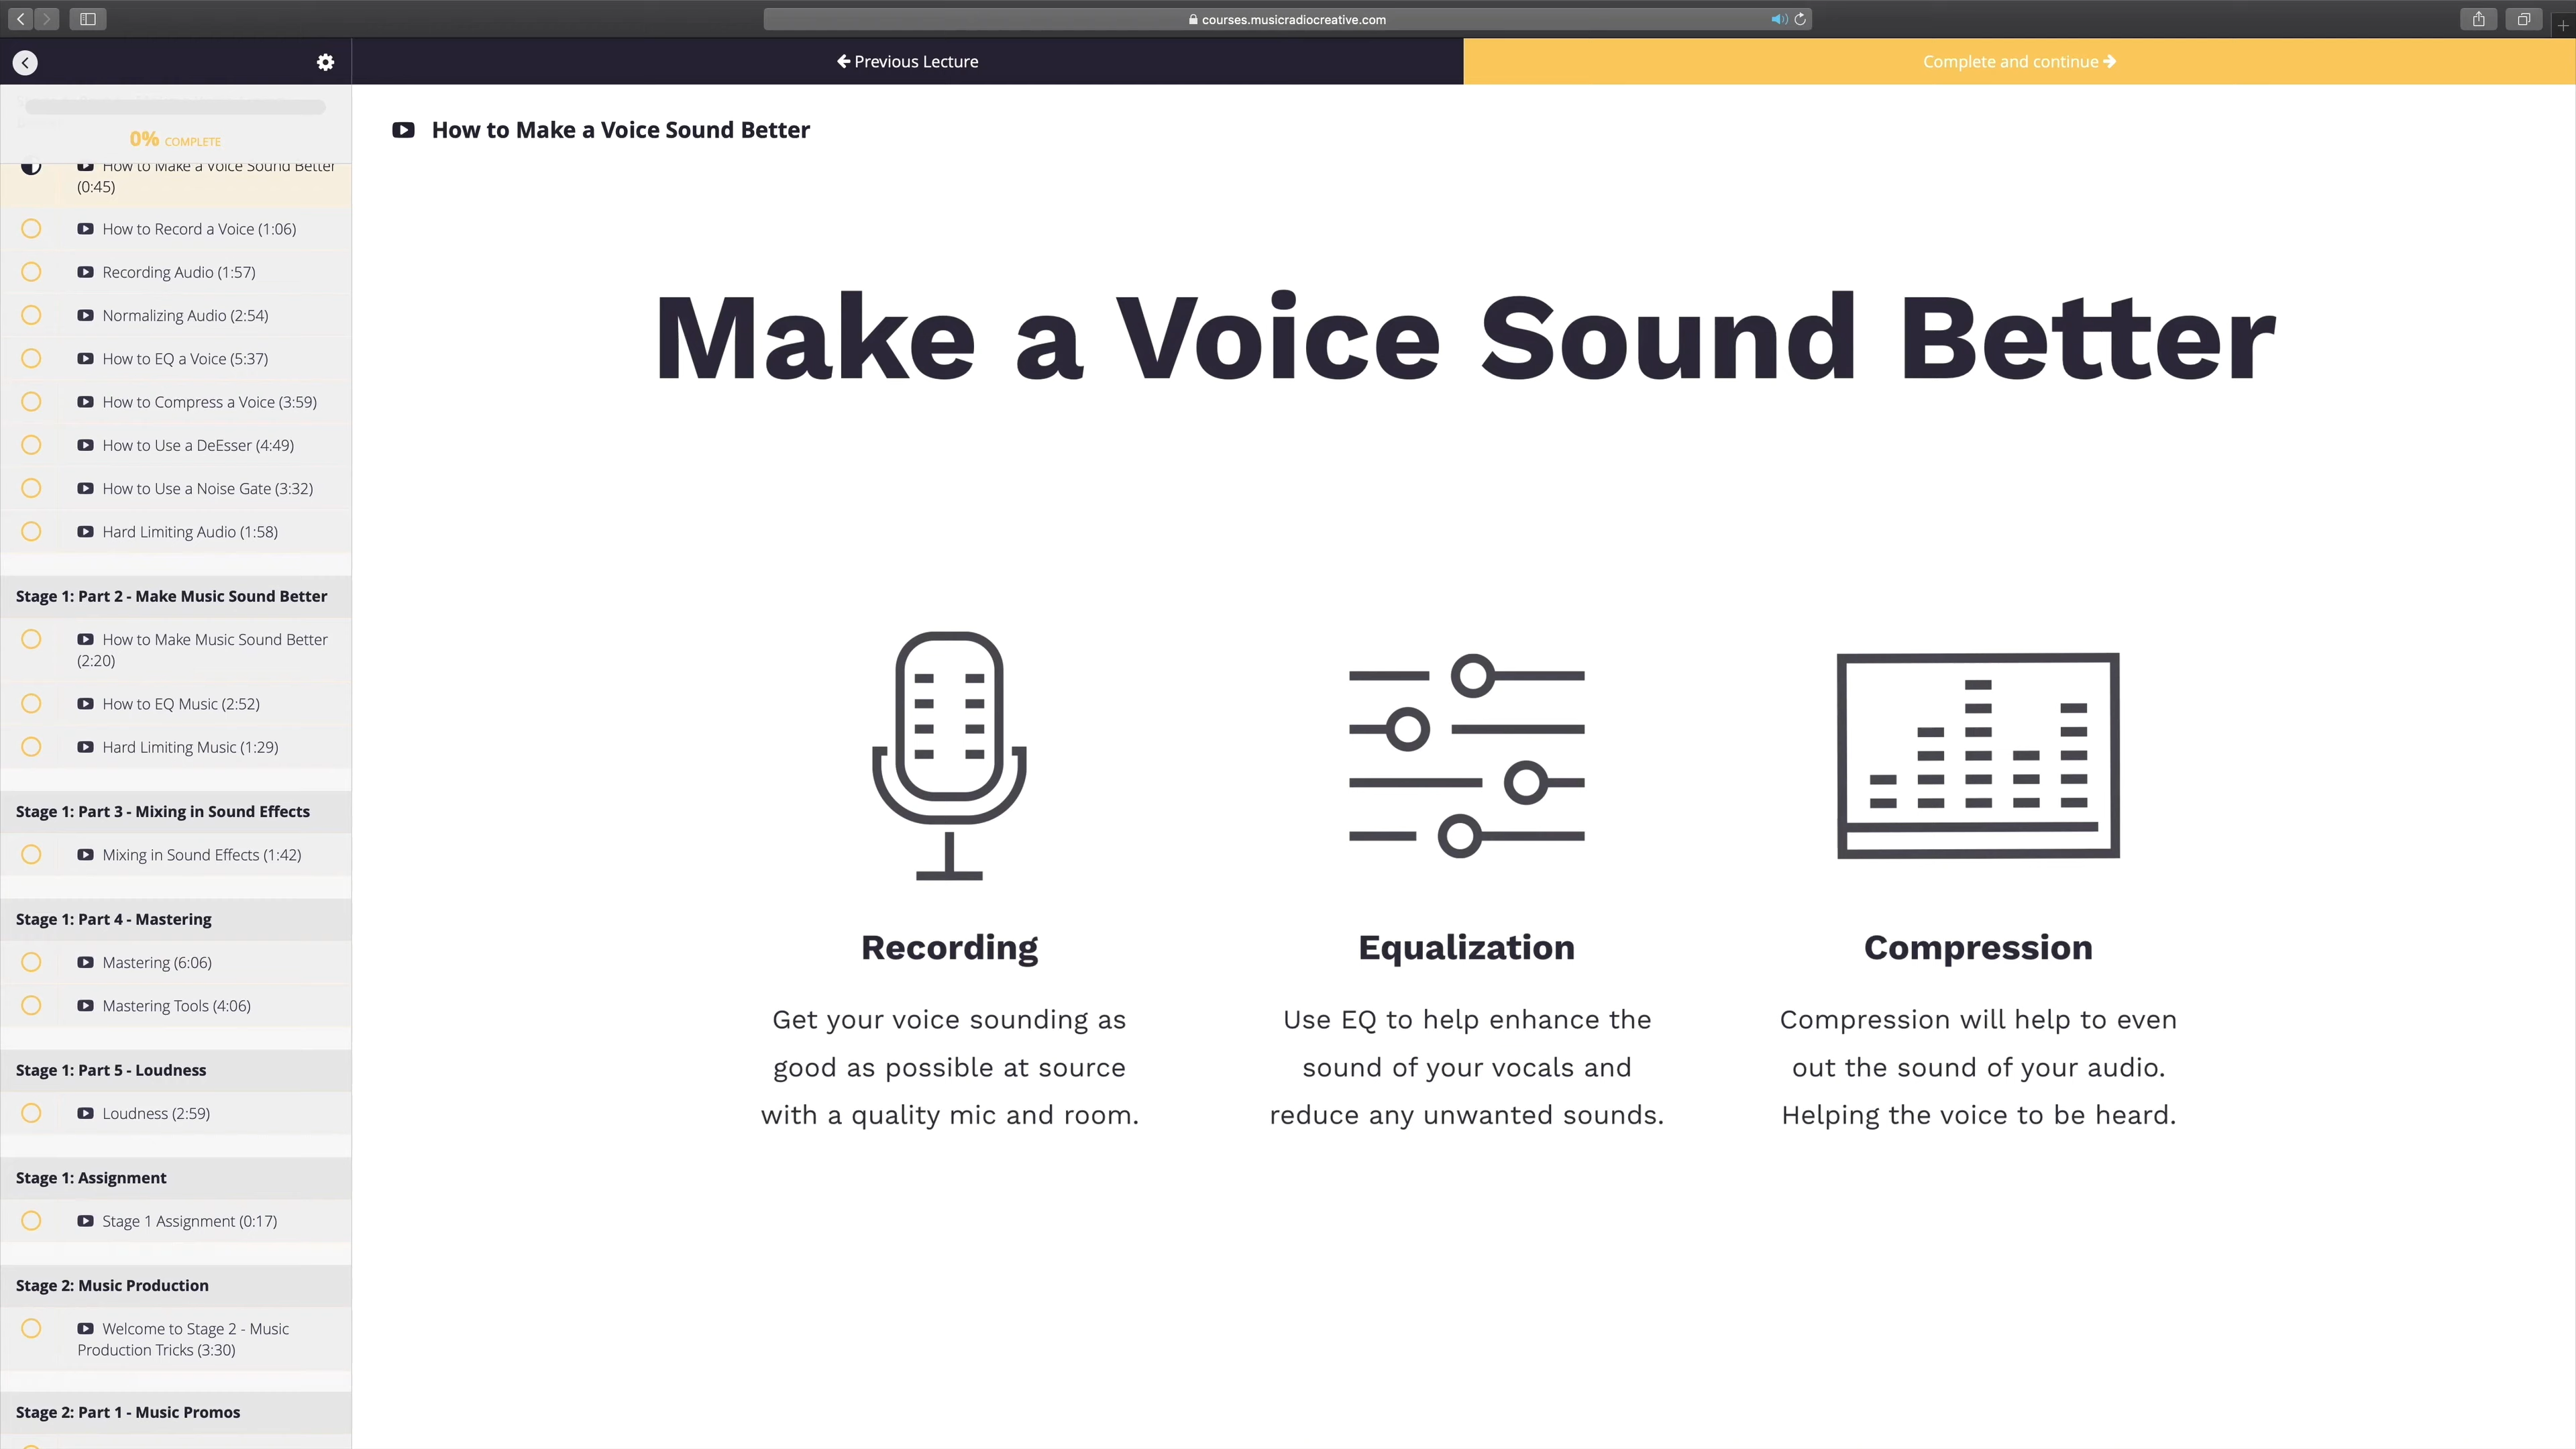 courses.musicradiocreative.com
Previous Lecture
Complete and continue
0% COMPLETE
How to Make a Voice Sound Better
(0:45)
How to Record a Voice (1:06)
Recording Audio (1:57)
Normalizing Audio (2:54)
How to EQ a Voice (5:37)
How to Compress a Voice (3:59)
How to Use a DeEsser (4:49)
How to Use a Noise Gate (3:32)
Hard Limiting Audio (1:58)
Stage 1: Part 2 - Make Music Sound Better
How to Make Music Sound Better
(2:20)
How to EQ Music (2:52)
Hard Limiting Music (1:29)
Stage 1: Part 3 - Mixing in Sound Effects
Mixing in Sound Effects (1:42)
Stage 1: Part 4 - Mastering
Mastering (6:06)
Mastering Tools (4:06)
Stage 1: Part 5 - Loudness
Loudness (2:59)
Stage 1: Assignment
Stage 1 Assignment (0:17)
Stage 2: Music Production
Welcome to Stage 2 - Music
Production Tricks (3:30)
Stage 2: Part 1 - Music Promos
How to Make a Voice Sound Better
Make a Voice Sound Better
Recording
Get your voice sounding as
good as possible at source
with a quality mic and room.
Equalization
Use EQ to help enhance the
sound of your vocals and
reduce any unwanted sounds.
Compression
Compression will help to even
out the sound of your audio.
Helping the voice to be heard.